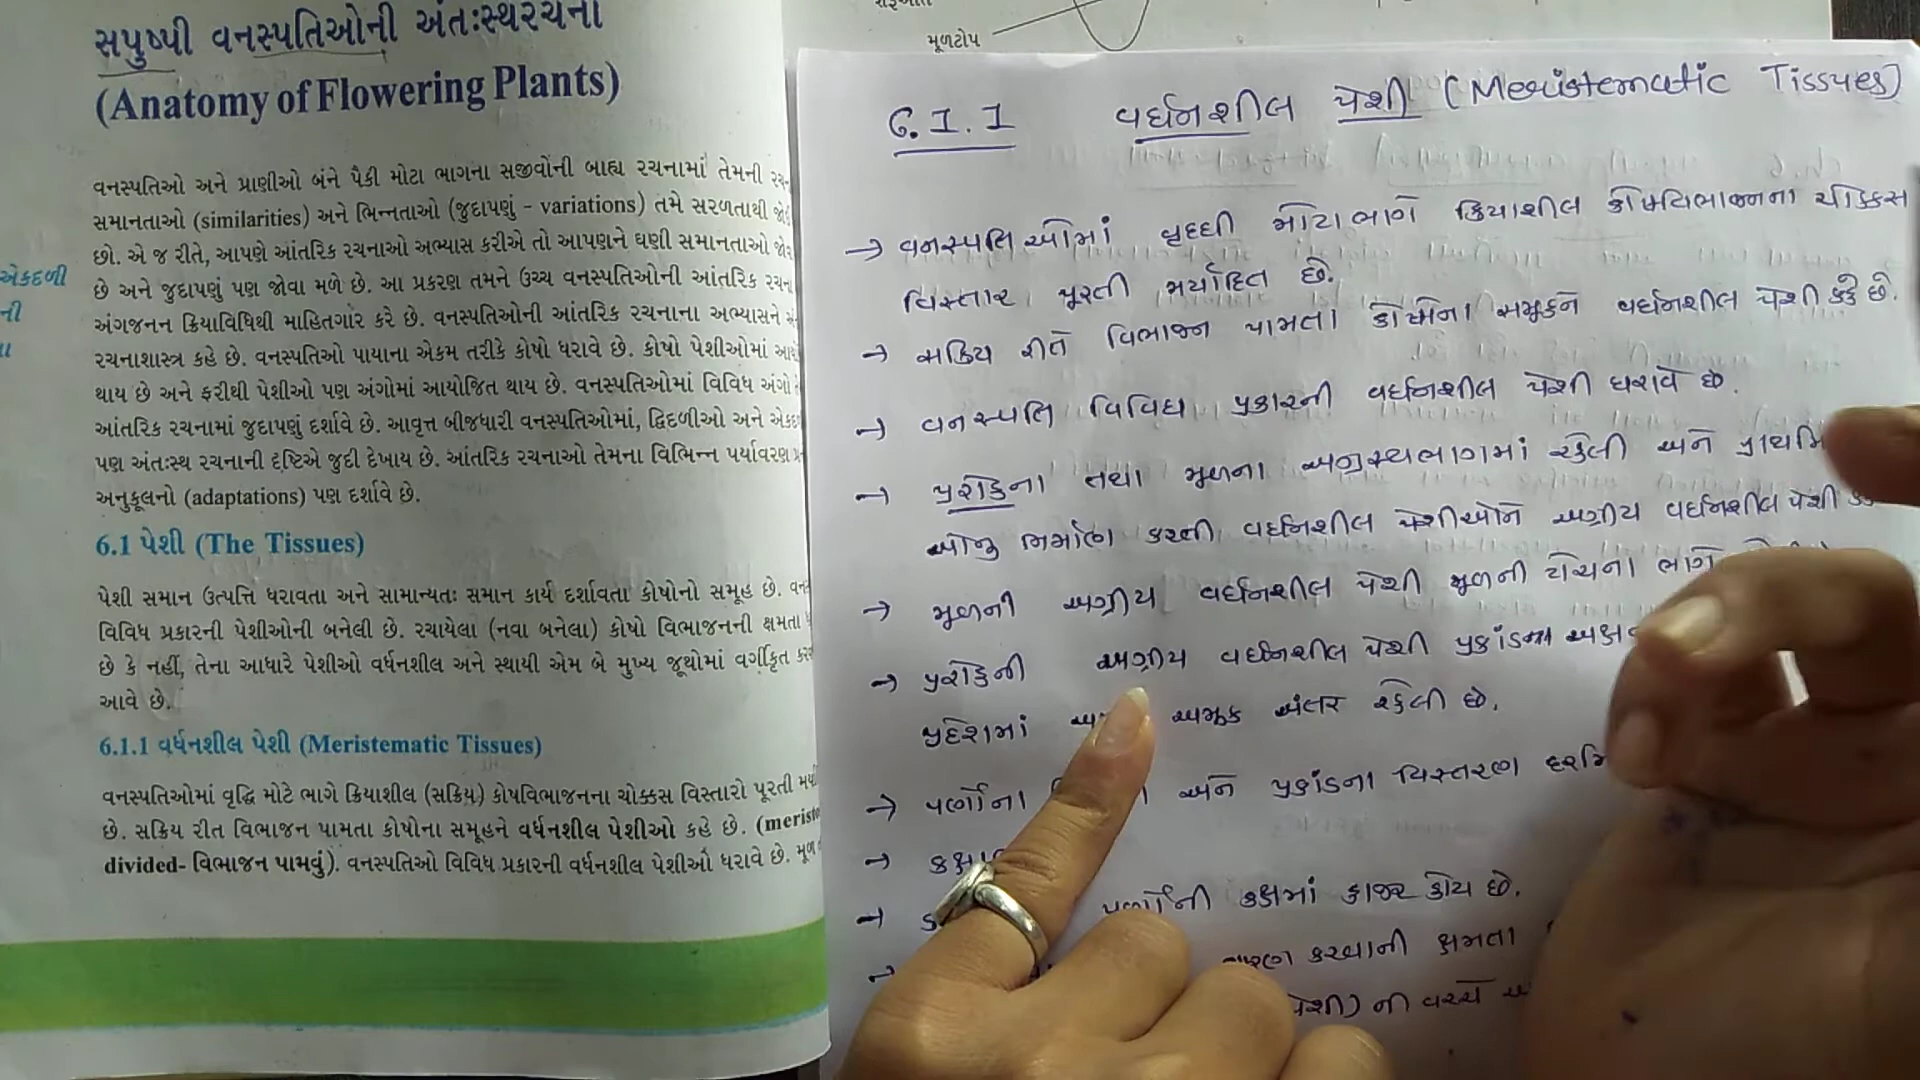 સપુષ્પી વનસ્પતિઓની અંતઃસ્થરચના
(Anatomy of Flowering Plants)
વનસ્પતિઓ અને પ્રાણીઓ બંને પૈકી મોટા ભાગના સજીવોની બાહ્ય રચનામાં તેમની
સમાનતાઓ (similarities) અને ભિન્નતાઓ (જુદાપણું - variations) તમે સરળતાથી
છો. એ જ રીતે, આપણે આંતરિક રચનાઓ અભ્યાસ કરીએ તો આપણને ઘણી સમાનતાઓ
છે અને જુદાપણું પણ જોવા મળે છે. આ પ્રકરણ તમને ઉચ્ચ વનસ્પતિઓની આંતરિક
અંગજનન ક્રિયાવિધિથી માહિતગાર કરે છે. વનસ્પતિઓની આંતરિક રચનાના અભ્યાસને
રચનાશાસ્ત્ર કહે છે. વનસ્પતિઓ પાયાના એકમ તરીકે કોષો ધરાવે છે. કોષો પેશીઓમાં
થાય છે અને ફરીથી પેશીઓ પણ અંગોમાં આયોજિત થાય છે. વનસ્પતિઓમાં વિવિધ અંગો
આંતરિક રચનામાં જુદાપણું દર્શાવે છે. આવૃત્ત બીજધારી વનસ્પતિઓમાં, દ્વિદળીઓ અને
પણ અંતઃસ્થ રચનાની દૃષ્ટિએ જુદી દેખાય છે. આંતરિક રચનાઓ તેમના વિભિન્ન પર્યાવરણ
અનુકૂલનો (adaptations) પણ દર્શાવે છે.
એકદળી
ની
6.1 પેશી (The Tissues)
પેશી સમાન ઉત્પત્તિ ધરાવતા અને સામાન્યતઃ સમાન કાર્ય દર્શાવતા કોષોનો સમૂહ છે.
વિવિધ પ્રકારની પેશીઓની બનેલી છે. રચાયેલા (નવા બનેલા) કોષો વિભાજનની ક્ષમતા
છે કે નહીં, તેના આધારે પેશીઓ વર્ધનશીલ અને સ્થાયી એમ બે મુખ્ય જૂથોમાં વર્ગીકૃત
આવે છે.
6.1.1 વર્ધનશીલ પેશી (Meristematic Tissues)
વનસ્પતિઓમાં વૃદ્ધિ મોટે ભાગે ક્રિયાશીલ (સક્રિય) કોષવિભાજનના ચોક્કસ વિસ્તારો પૂરતી
છે. સક્રિય રીત વિભાજન પામતા કોષોના સમૂહને વર્ધનશીલ પેશીઓ કહે છે.
divided- વિભાજન પામવું). વનસ્પતિઓ વિવિધ પ્રકારની વર્ધનશીલ પેશીઓ ધરાવે છે. મૂળ
મૂળટોપ
6.1.1 વર્ધનશીલ પેશી (Meristematic Tissues)
→ વનસ્પતિઓમાં વૃદ્ધી મોટાભાગે ક્રિયાશીલ કોષવિભાજનના ચોક્કસ
વિસ્તાર પૂરતી મર્યાદિત છે.
→ સક્રિય રીતે વિભાજન પામતા કોષોના સમૂહને વર્ધનશીલ પેશી કહે છે.
→ વનસ્પતિ વિવિધ પ્રકારની વર્ધનશીલ પેશી ધરાવે છે.
→ પ્રરોહના તથા મૂળના અગ્રસ્થભાગમાં રહેલી અને
નિર્માણ કરતી વર્ધનશીલ પેશીઓને અગ્રીય વર્ધનશીલ પેશી
→ મૂળની અગ્રીય વર્ધનશીલ પેશી મૂળની ટોચના ભાગે
→ પ્રરોહની અગ્રીય વર્ધનશીલ પેશી પ્રકાંડના
પ્રદેશમાં અમુક અંતર રહેલી છે.
→ પર્ણોના અને પ્રકાંડના વિસ્તરણ
→
→ પર્ણોની કક્ષમાં હાજર હોય છે.
→ કરવાની ક્ષમતા
પેશી) ની વચ્ચે